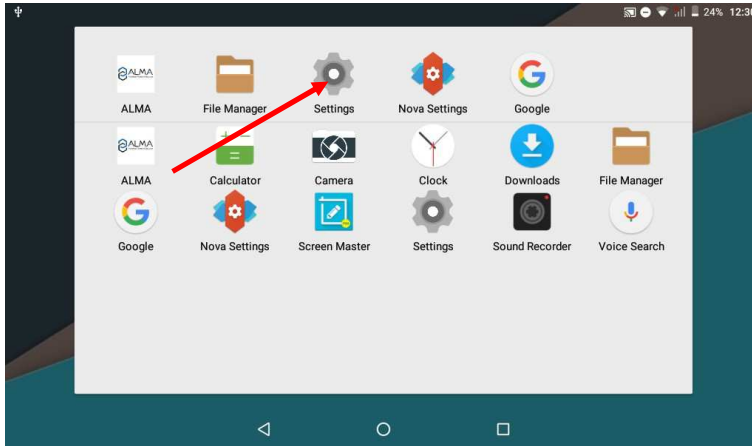 24% 12:30
ALMA
ALMA File Manager Settings Nova Settings Google
ALMA
ALMA Calculator Camera Clock Downloads File Manager
Google Nova Settings Screen Master Settings Sound Recorder Voice Search